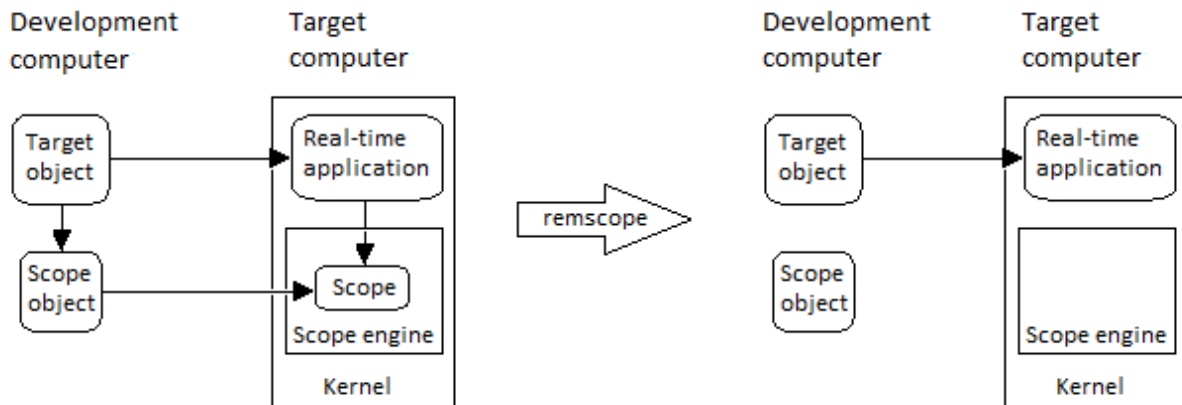 Development
computer
Target
computer
Target
object
Real-time
application
Scope
object
Scope
Scope engine
Kernel
remscope
Development
computer
Target
computer
Target
object
Real-time
application
Scope
object
Scope engine
Kernel